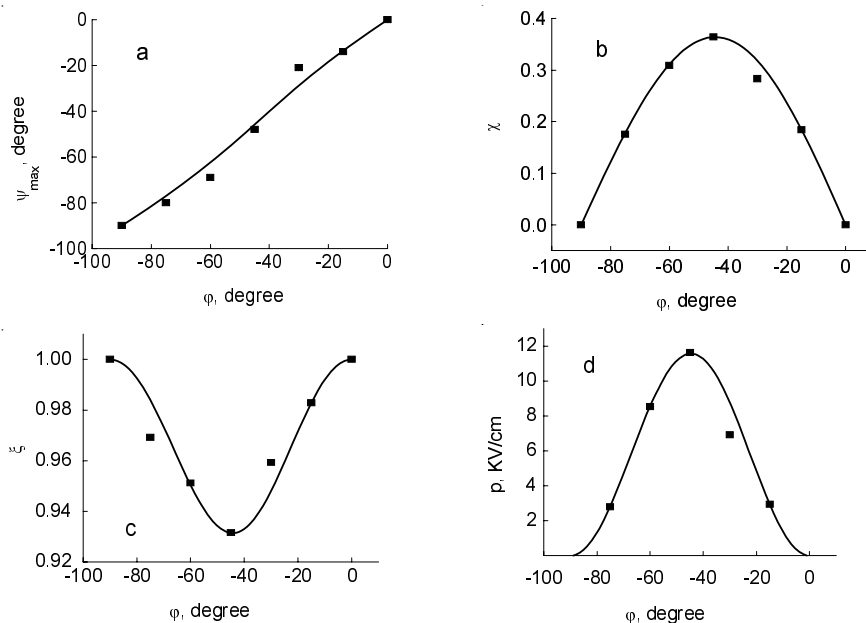 a
0
-20
-40
-60
-80
-100
ψmax, degree
-100 -80 -60 -40 -20 0
φ, degree
b
0.4
0.3
0.2
0.1
0.0
χ
-100 -80 -60 -40 -20 0
φ, degree
c
1.00
0.98
0.96
0.94
0.92
ξ
-100 -80 -60 -40 -20 0
φ, degree
d
12
10
8
6
4
2
p, KV/cm
-100 -80 -60 -40 -20 0
φ, degree